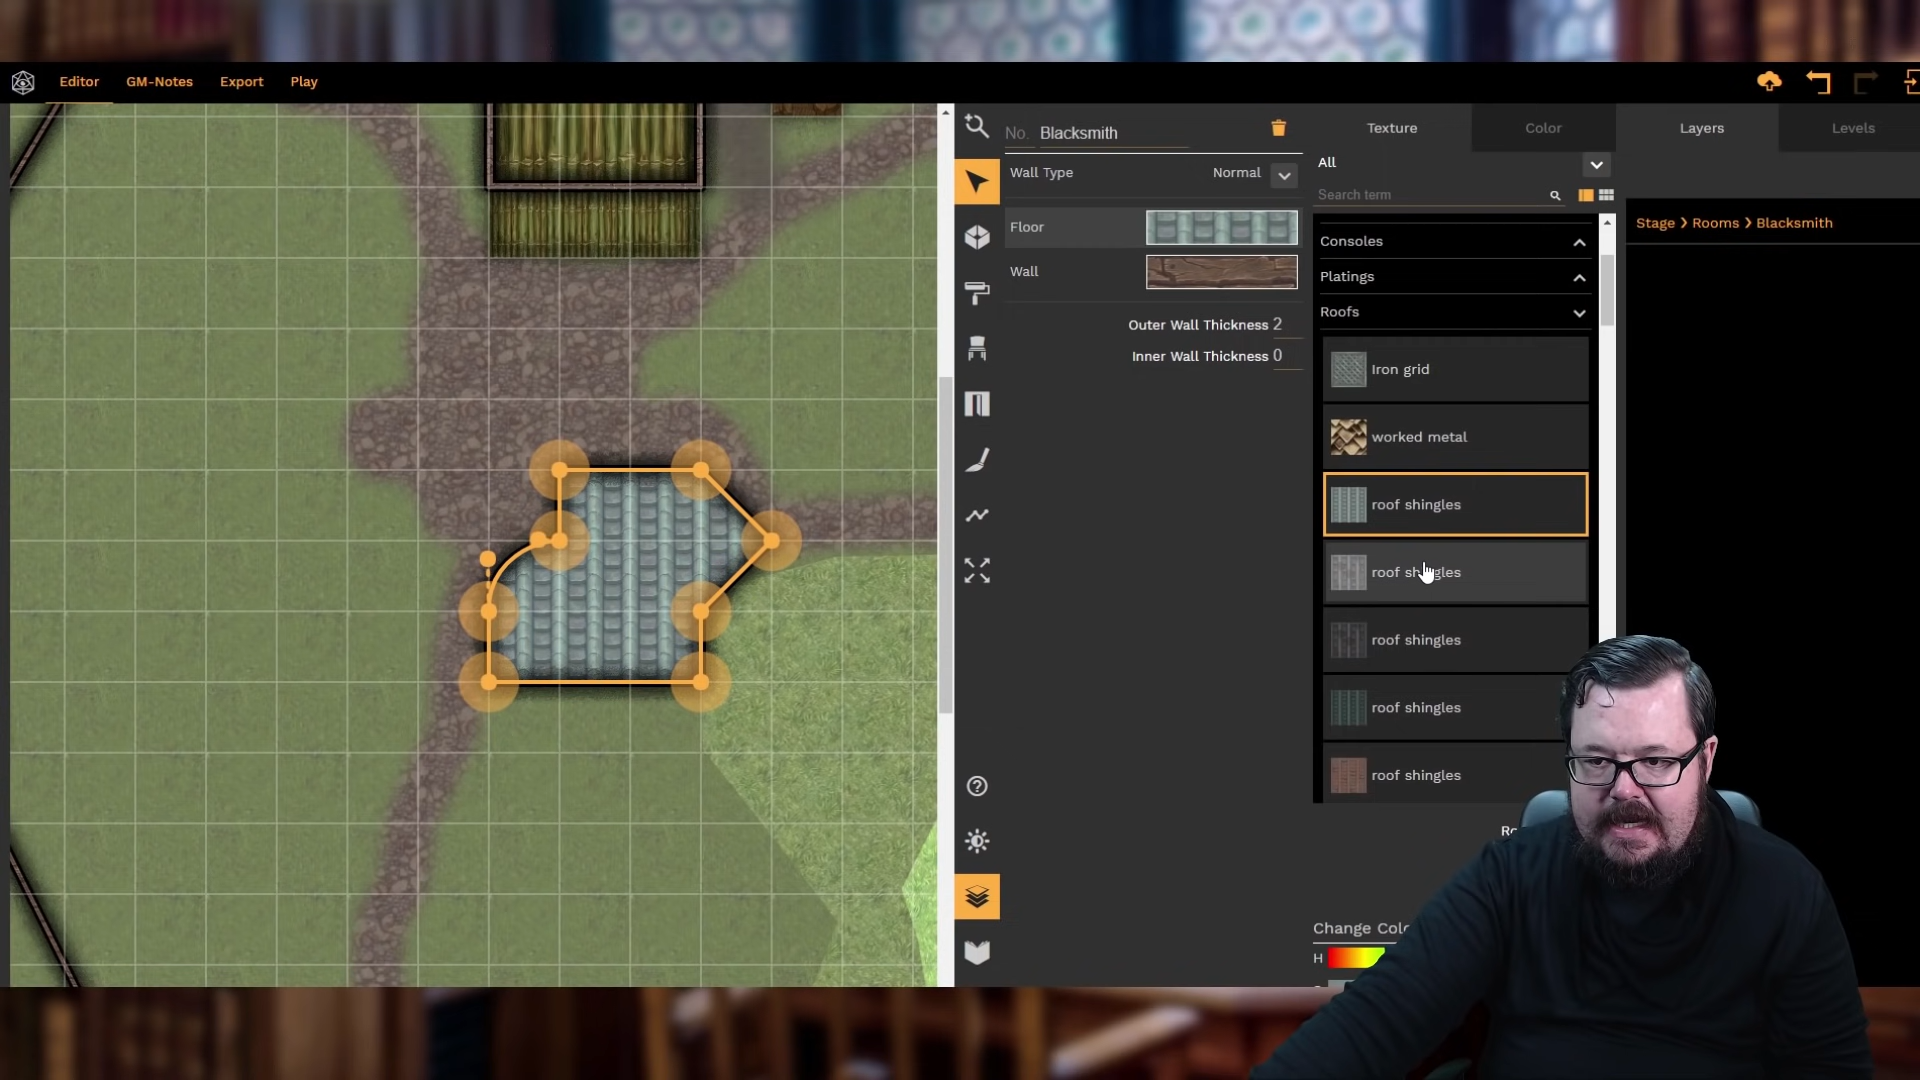 Editor GM-Notes Export Play
No. Blacksmith
Wall Type Normal
Floor
Wall
Outer Wall Thickness 2
Inner Wall Thickness 0
Texture Color
All
Search term
Consoles
Platings
Roofs
Iron grid
worked metal
roof shingles
roof shingles
roof shingles
roof shingles
roof shingles
Change
H
Layers Levels
Stage Rooms Blacksmith